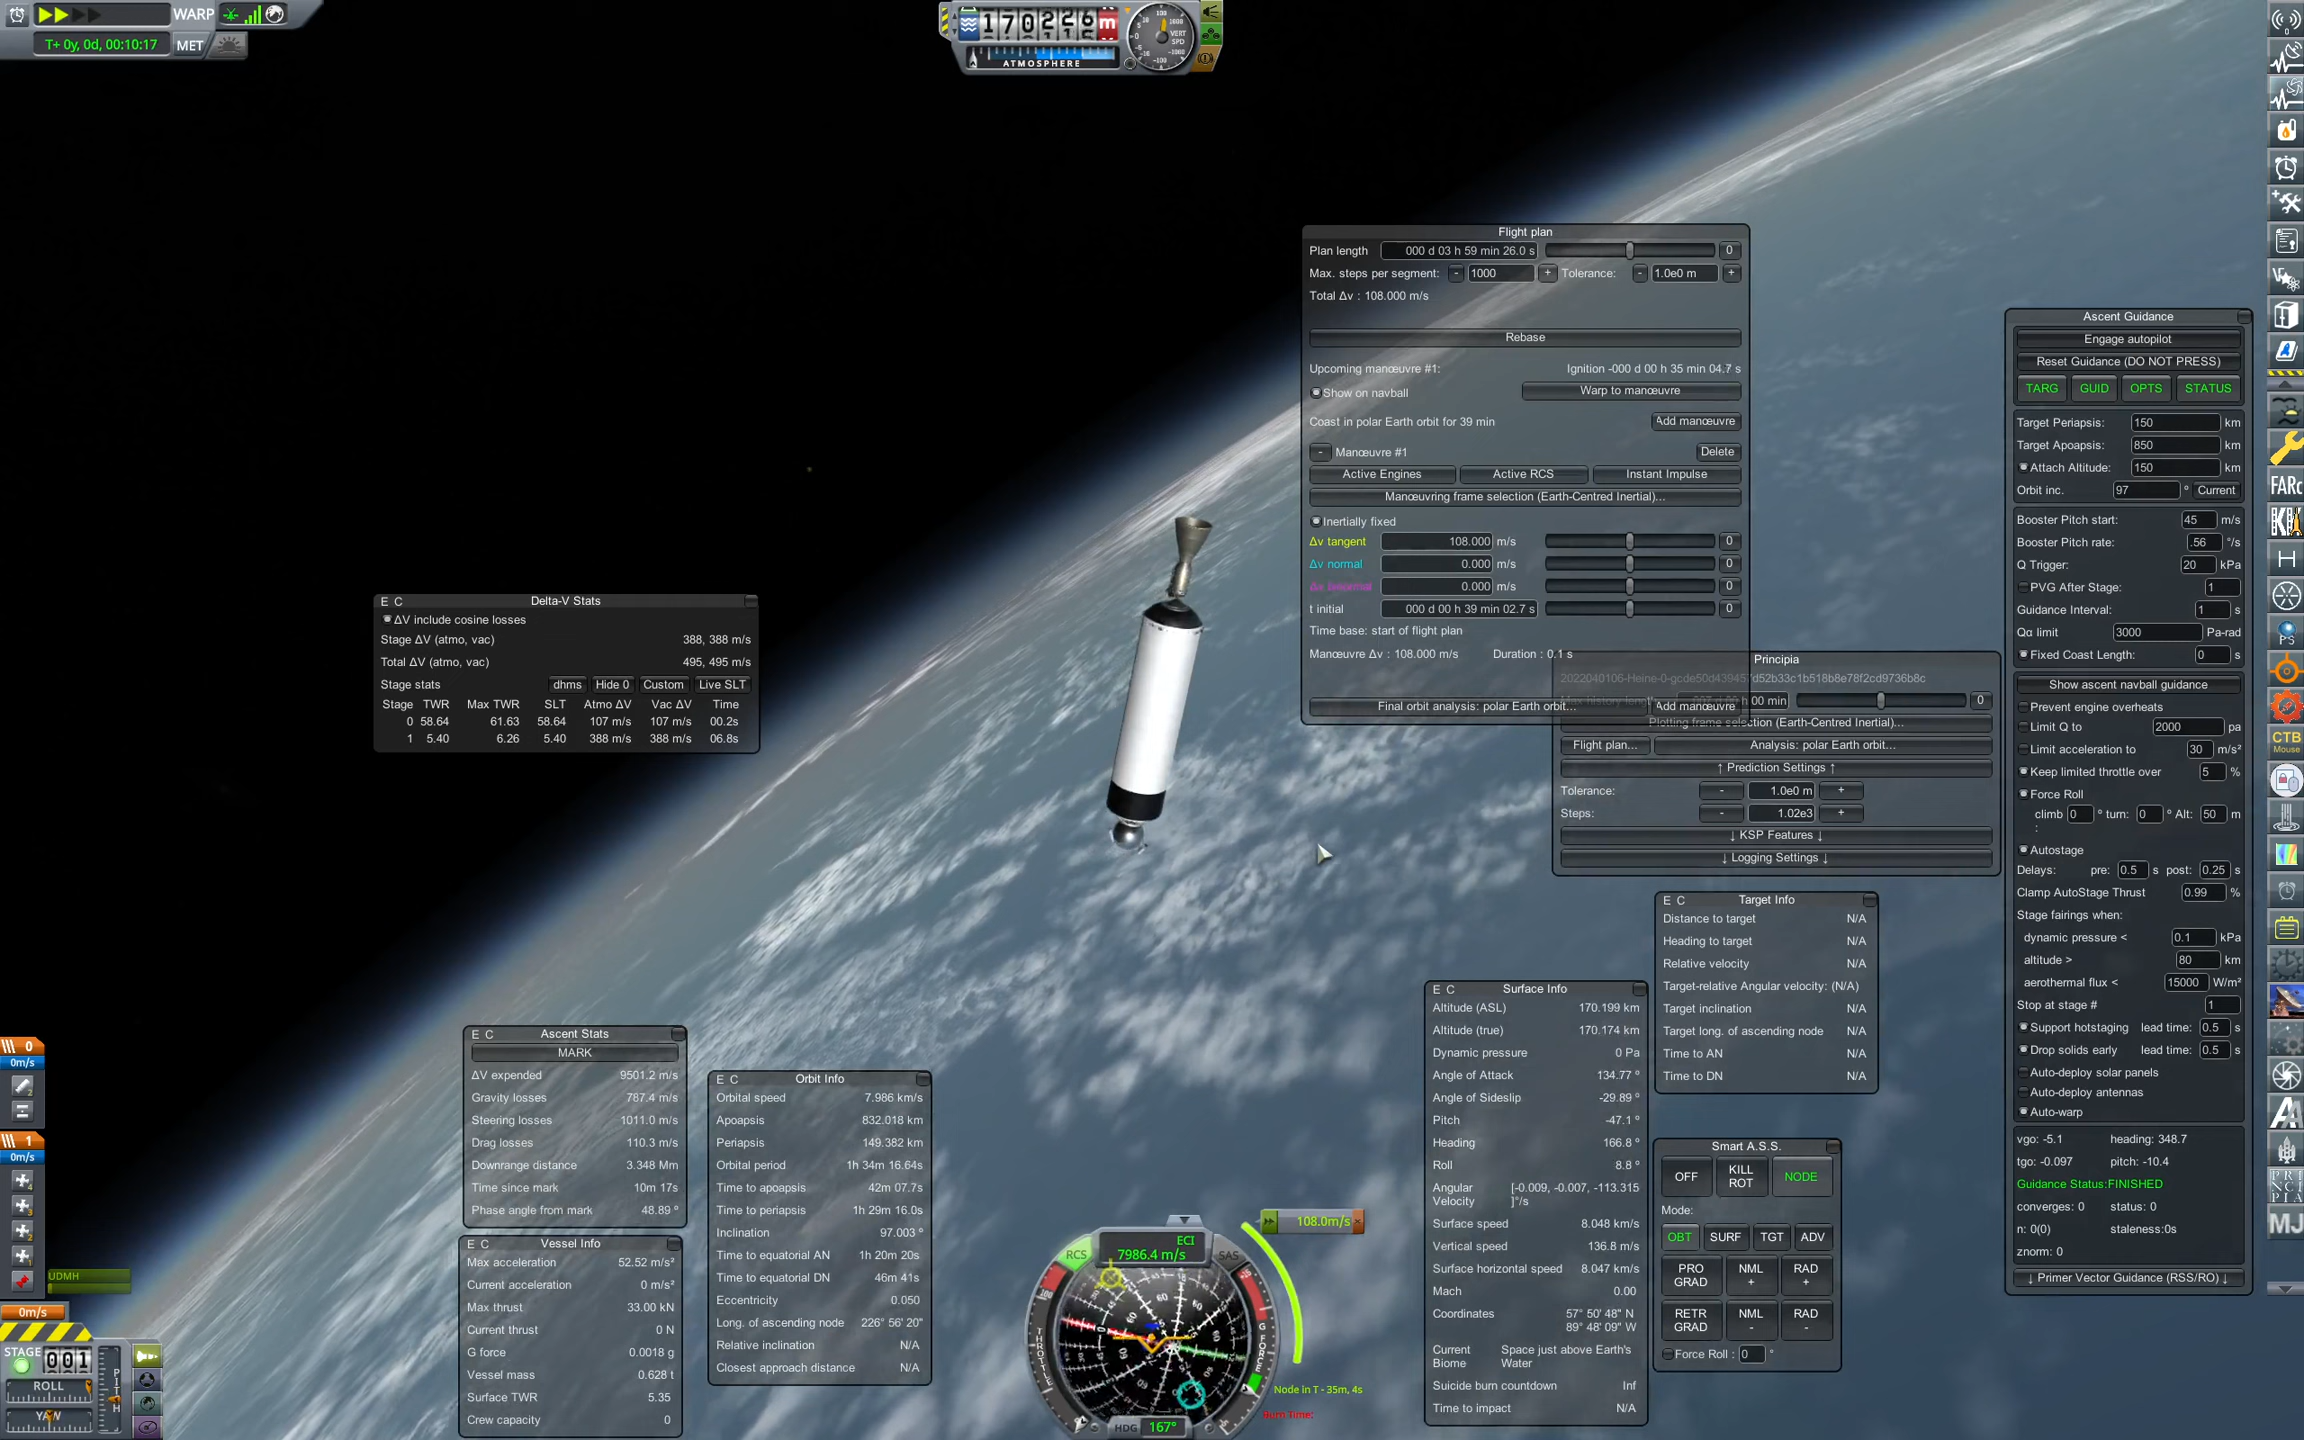 WARP
T+ 0y, 0d, 00:10:17 MET
170226 m
ATMOSPHERE
VERT SPD
Flight plan
Plan length 000 d 03 h 59 min 26.0 s 0
Max. steps per segment: - 1000 + Tolerance: - 1.0e0 m +
Total Δv : 108.000 m/s
Rebase
Upcoming manœuvre #1: Ignition -000 d 00 h 35 min 04.7 s
Show on navball Warp to manœuvre
Coast in polar Earth orbit for 39 min Add manœuvre
- Manœuvre #1 Delete
Active Engines Active RCS Instant Impulse
Manœuvring frame selection (Earth-Centred Inertial)...
Inertially fixed
Δv tangent 108.000 m/s 0
Δv normal 0.000 m/s 0
Δv binormal 0.000 m/s 0
t initial 000 d 00 h 39 min 02.7 s 0
Time base: start of flight plan
Manœuvre Δv : 108.000 m/s Duration : 0.1 s
Final orbit analysis: polar Earth orbit... Add manœuvre
Principia
Max history length 00 min 0
Plotting frame selection (Earth-Centred Inertial)...
Flight plan... Analysis: polar Earth orbit...
↑ Prediction Settings ↑
Tolerance: - 1.0e0 m +
Steps: - 1.02e3 +
↓ KSP Features ↓
↓ Logging Settings ↓
Ascent Guidance
Engage autopilot
Reset Guidance (DO NOT PRESS)
TARG GUID OPTS STATUS
Target Periapsis: 150 km
Target Apoapsis: 850 km
Attach Altitude: 150 km
Orbit inc. 97 º Current
Booster Pitch start: 45 m/s
Booster Pitch rate: .56 °/s
Q Trigger: 20 kPa
PVG After Stage: 1
Guidance Interval: 1 s
Qα limit 3000 Pa-rad
Fixed Coast Length: 0 s
Show ascent navball guidance
Prevent engine overheats
Limit Q to 2000 pa
Limit acceleration to 30 m/s²
Keep limited throttle over 5 %
Force Roll
climb : 0 º turn: 0 º Alt: 50 m
Autostage
Delays: pre: 0.5 s post: 0.25 s
Clamp AutoStage Thrust 0.99 %
Stage fairings when:
dynamic pressure < 0.1 kPa
altitude > 80 km
aerothermal flux < 15000 W/m²
Stop at stage # 1
Support hotstaging lead time: 0.5 s
Drop solids early lead time: 0.5 s
Auto-deploy solar panels
Auto-deploy antennas
Auto-warp
vgo: -5.1 heading: 348.7
tgo: -0.097 pitch: -10.4
Guidance Status:FINISHED
converges: 0 status: 0
n: 0(0) staleness:0s
znorm: 0
↓ Primer Vector Guidance (RSS/RO) ↓
E C Delta-V Stats
ΔV include cosine losses
Stage ΔV (atmo, vac) 388, 388 m/s
Total ΔV (atmo, vac) 495, 495 m/s
Stage stats dhms Hide 0 Custom Live SLT
Stage TWR Max TWR SLT Atmo ΔV Vac ΔV Time
0 58.64 61.63 58.64 107 m/s 107 m/s 00.2s
1 5.40 6.26 5.40 388 m/s 388 m/s 06.8s
E C Target Info
Distance to target N/A
Heading to target N/A
Relative velocity N/A
Target-relative Angular velocity: (N/A)
Target inclination N/A
Target long. of ascending node N/A
Time to AN N/A
Time to DN N/A
E C Surface Info
Altitude (ASL) 170.199 km
Altitude (true) 170.174 km
Dynamic pressure 0 Pa
Angle of Attack 134.77 º
Angle of Sideslip -29.89 º
Pitch -47.1 º
Heading 166.8 º
Roll 8.8 º
Angular Velocity [-0.009, -0.007, -113.315 ]°/s
Surface speed 8.048 km/s
Vertical speed 136.8 m/s
Surface horizontal speed 8.047 km/s
Mach 0.00
Coordinates 57° 50' 48" N
89° 48' 09" W
Current Biome Space just above Earth's Water
Suicide burn countdown Inf
Time to impact N/A
Smart A.S.S.
OFF KILL ROT NODE
Mode:
OBT SURF TGT ADV
PRO GRAD NML + RAD +
RETR GRAD NML - RAD -
Force Roll : 0 °
E C Ascent Stats
MARK
ΔV expended 9501.2 m/s
Gravity losses 787.4 m/s
Steering losses 1011.0 m/s
Drag losses 110.3 m/s
Downrange distance 3.348 Mm
Time since mark 10m 17s
Phase angle from mark 48.89 º
E C Orbit Info
Orbital speed 7.986 km/s
Apoapsis 832.018 km
Periapsis 149.382 km
Orbital period 1h 34m 16.64s
Time to apoapsis 42m 07.7s
Time to periapsis 1h 29m 16.0s
Inclination 97.003 º
Time to equatorial AN 1h 20m 20s
Time to equatorial DN 46m 41s
Eccentricity 0.050
Long. of ascending node 226° 56' 20"
Relative inclination N/A
Closest approach distance N/A
E C Vessel Info
Max acceleration 52.52 m/s²
Current acceleration 0 m/s²
Max thrust 33.00 kN
Current thrust 0 N
G force 0.0018 g
Vessel mass 0.628 t
Surface TWR 5.35
Crew capacity 0
0
0m/s
1
0m/s
UDMH
0m/s
STAGE 001
ROLL
YAW
PITCH
RCS ECI SAS
7986.4 m/s
108.0m/s
THROTTLE
G FORCE
HDG 167°
Node in T - 35m, 4s
Burn Time:
FARc
PS
CTB
Mouse
PRINCIPIA
MJ